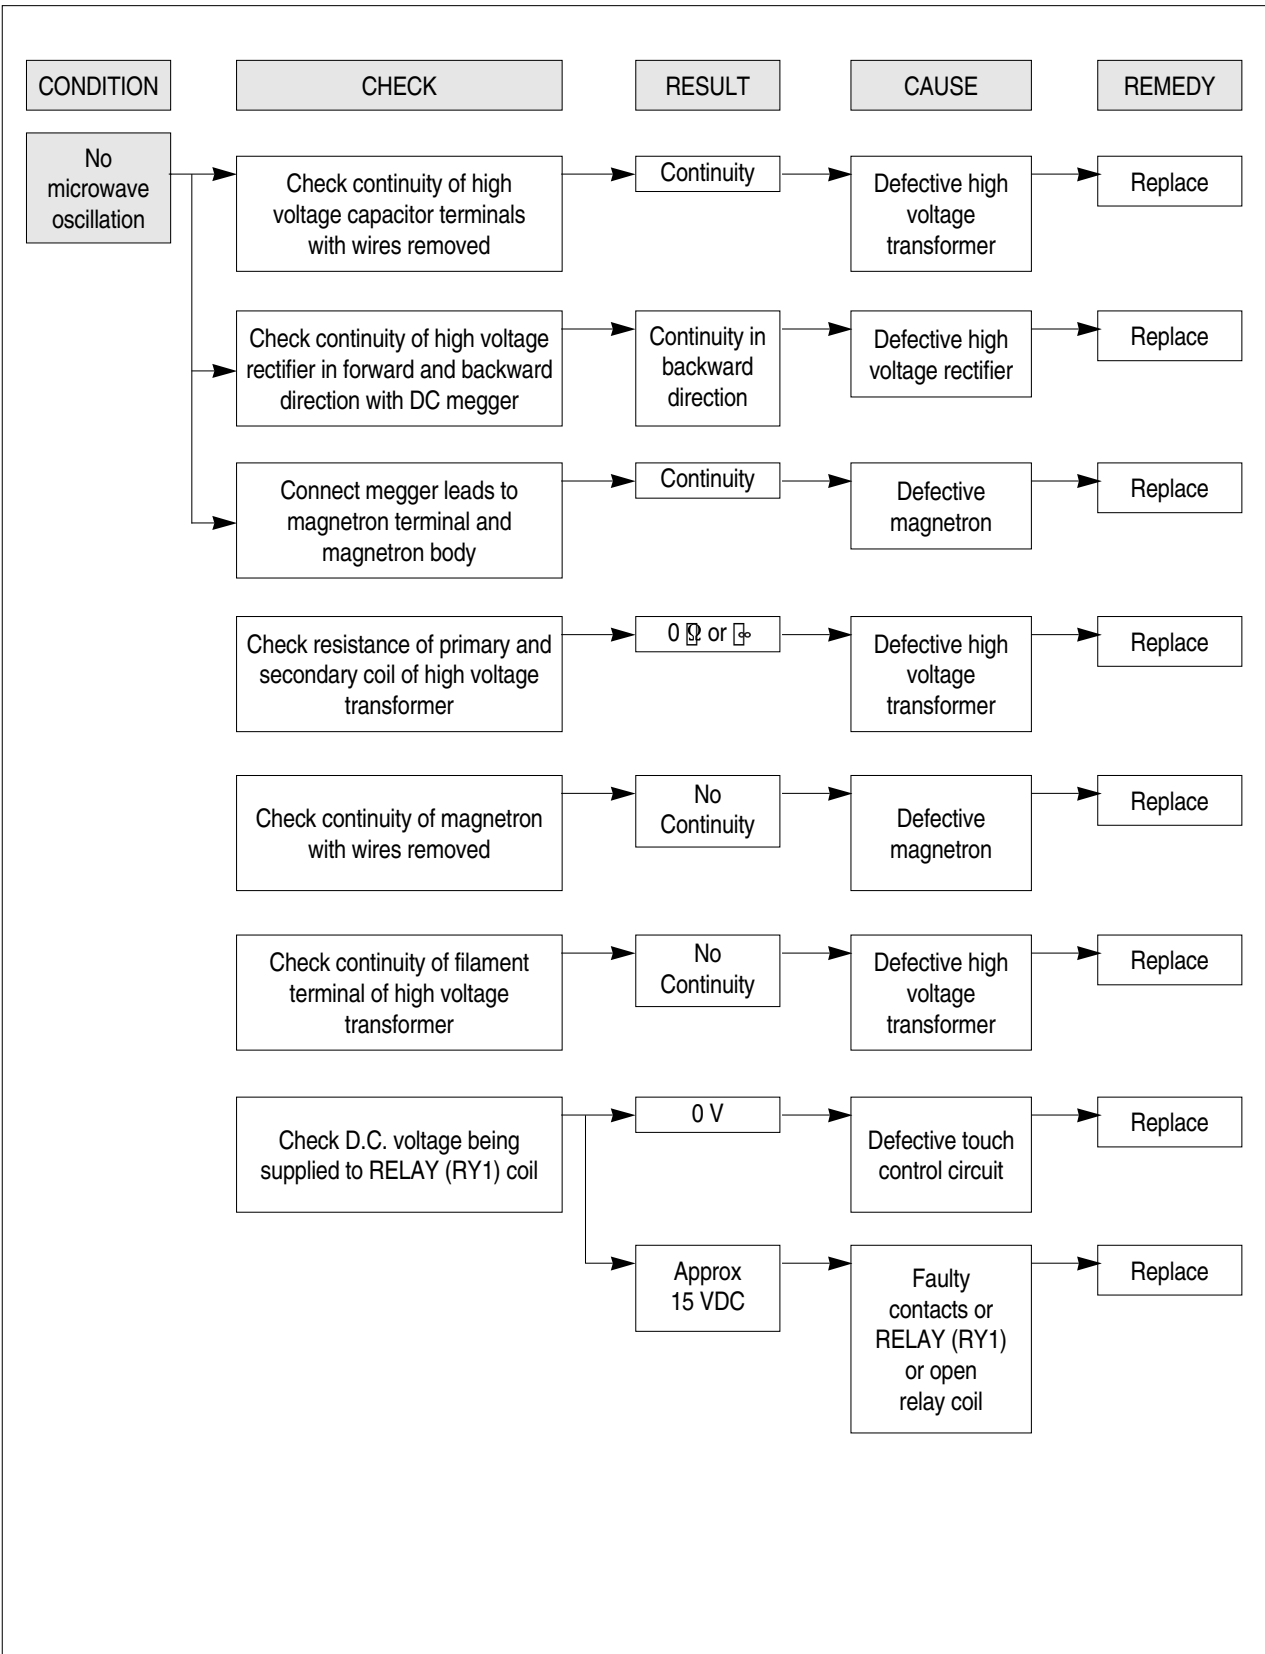 CONDITION
CHECK
RESULT
CAUSE
REMEDY
No
microwave
oscillation
Check continuity of high
voltage capacitor terminals
with wires removed
Continuity
Defective high
voltage
transformer
Replace
Check continuity of high voltage
rectifier in forward and backward
direction with DC megger
Continuity in
backward
direction
Defective high
voltage rectifier
Replace
Connect megger leads to
magnetron terminal and
magnetron body
Continuity
Defective
magnetron
Replace
Check resistance of primary and
secondary coil of high voltage
transformer
0 Ω or ∞
Defective high
voltage
transformer
Replace
Check continuity of magnetron
with wires removed
No
Continuity
Defective
magnetron
Replace
Check continuity of filament
terminal of high voltage
transformer
No
Continuity
Defective high
voltage
transformer
Replace
Check D.C. voltage being
supplied to RELAY (RY1) coil
0 V
Defective touch
control circuit
Replace
Approx
15 VDC
Faulty
contacts or
RELAY (RY1)
or open
relay coil
Replace